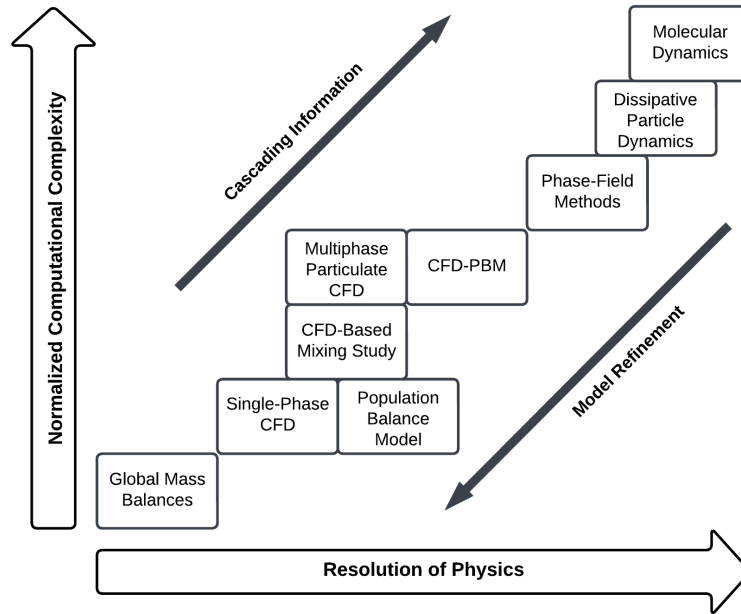 Normalized Computational Complexity
Cascading Information
Molecular
Dynamics
Dissipative
Particle
Dynamics
Phase-Field
Methods
Multiphase
Particulate
CFD
CFD-PBM
CFD-Based
Mixing Study
Single-Phase
CFD
Population
Balance
Model
Global Mass
Balances
Model Refinement
Resolution of Physics